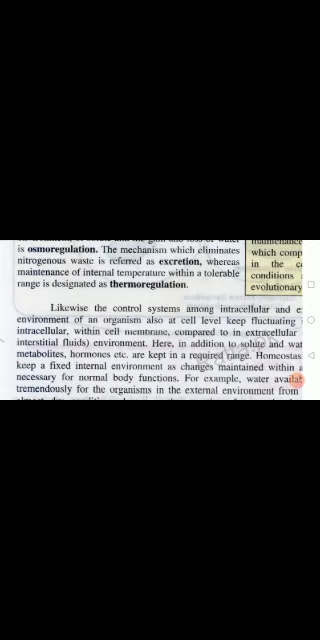 is osmoregulation. The mechanism which eliminates
nitrogenous waste is referred as excretion, whereas
maintenance of internal temperature within a tolerable
range is designated as thermoregulation.
maintenance
which comp
in the
conditions
evolutionary
Likewise the control systems among intracellular and
environment of an organism also at cell level keep fluctuating
intracellular, within cell membrane, compared to in extracellular
interstitial fluids) environment. Here, in addition to solute and wat
metabolites, hormones etc. are kept in a required range. Homeostas
keep a fixed internal environment as changes maintained within
necessary for normal body functions. For example, water availab
tremendously for the organisms in the external environment from